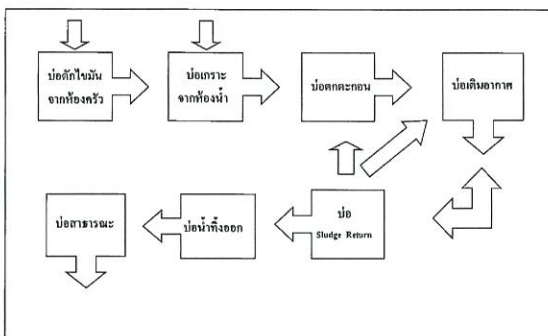 บ่อดักไขมัน
จากห้องครัว
บ่อเกราะ
จากห้องน้ำ
บ่อตกตะกอน
บ่อเติมอากาศ
บ่อสาธารณะ
บ่อน้ำทิ้งออก
บ่อ
Sludge Return